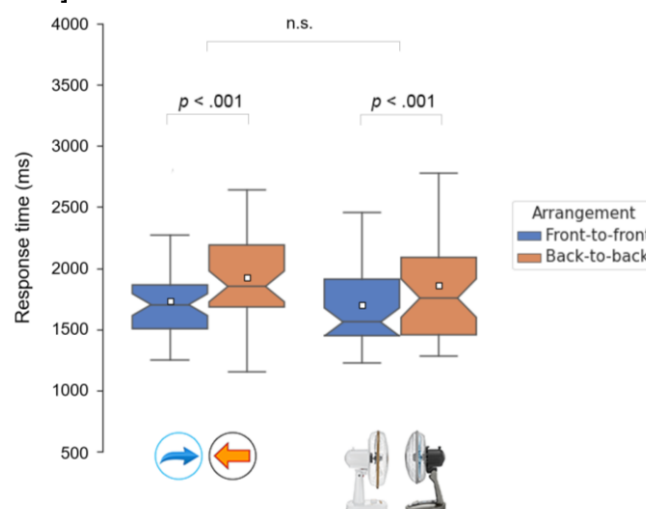 4000
n.s.
3500
p < .001
p < .001
3000
Response time (ms)
2500
Arrangement
Front-to-front
Back-to-back
2000
1500
1000
500